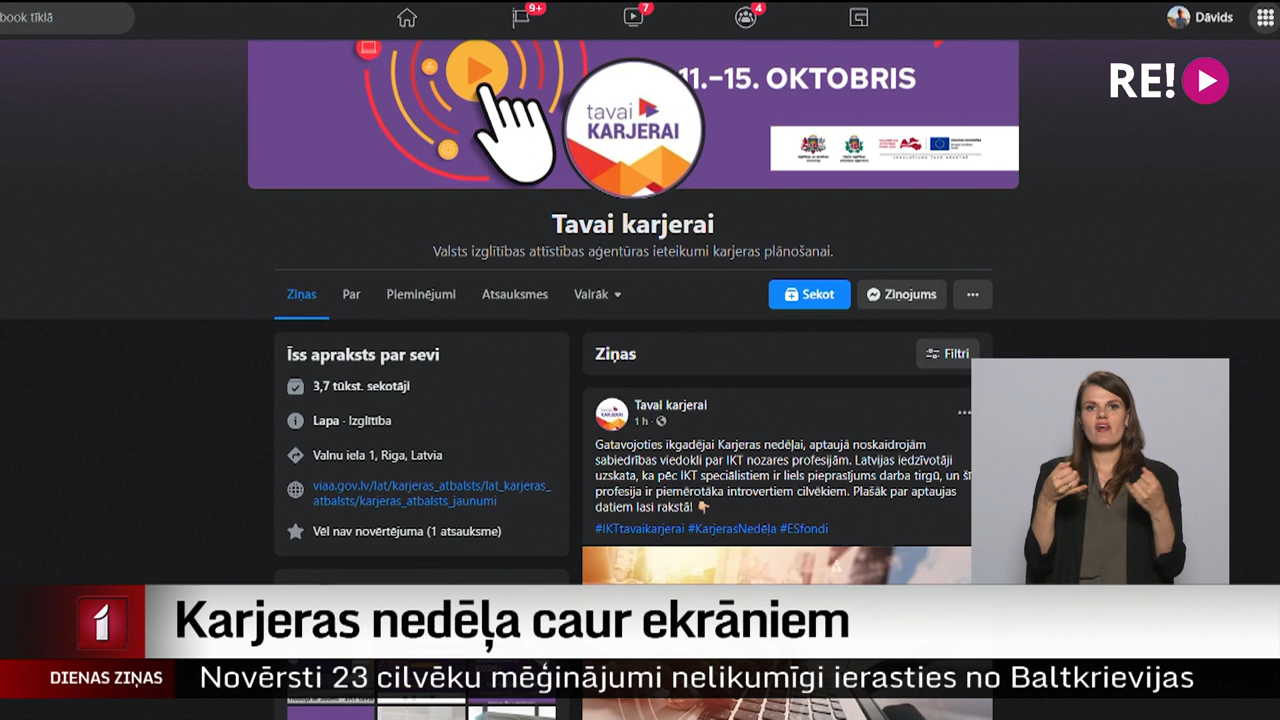 book tīklā
9+
7
4
Dāvids
11.–15. OKTOBRIS
RE!
tavai
KARJERAI
Tavai karjerai
Valsts izglītības attīstības aģentūras ieteikumi karjeras plānošanai.
Ziņas
Par
Pieminējumi
Atsauksmes
Vairāk
Sekot
Ziņojums
Īss apraksts par sevi
3,7 tūkst. sekotāji
Lapa · Izglītība
Valnu iela 1, Riga, Latvia
viaa.gov.lv/lat/karjeras_atbalsts/lat_karjeras_
atbalsts/karjeras_atbalsts_jaunumi
Vēl nav novērtējuma (1 atsauksme)
Ziņas
Filtri
Tavai karjerai
1 h ·
Gatavojoties ikgadējai Karjeras nedēļai, aptaujā noskaidrojām
sabiedrības viedokli par IKT nozares profesijām. Latvijas iedzīvotāji
uzskata, ka pēc IKT speciālistiem ir liels pieprasījums darba tirgū, un šī
profesija ir piemērotāka introvertiem cilvēkiem. Plašāk par aptaujas
datiem lasi rakstā!
#IKTtavaikarjerai #KarjerasNedēļa #ESfondi
1
Karjeras nedēļa caur ekrāniem
DIENAS ZIŅAS
Novērsti 23 cilvēku mēģinājumi nelikumīgi ierasties no Baltkrievijas